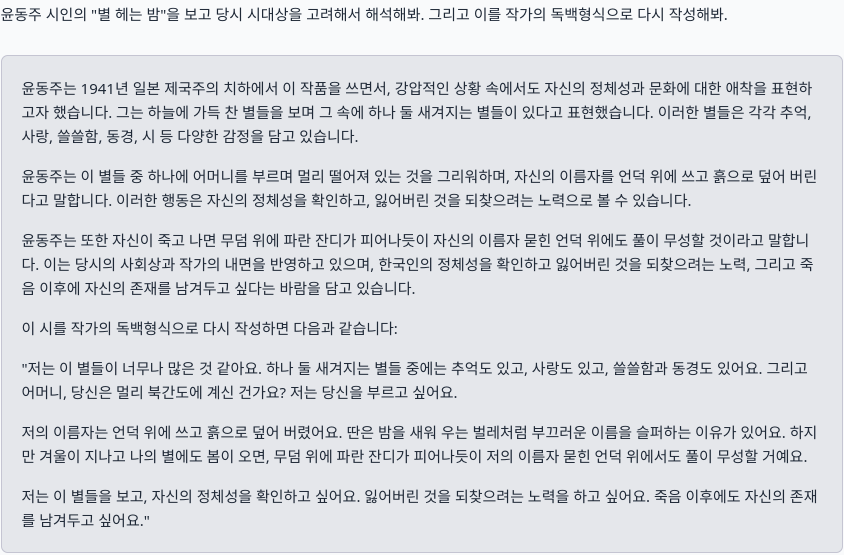 윤동주 시인의 "별 헤는 밤"을 보고 당시 시대상을 고려해서 해석해봐. 그리고 이를 작가의 독백형식으로 다시 작성해봐.
윤동주는 1941년 일본 제국주의 치하에서 이 작품을 쓰면서, 강압적인 상황 속에서도 자신의 정체성과 문화에 대한 애착을 표현하
고자 했습니다. 그는 하늘에 가득 찬 별들을 보며 그 속에 하나 둘 새겨지는 별들이 있다고 표현했습니다. 이러한 별들은 각각 추억,
사랑, 쓸쓸함, 동경, 시 등 다양한 감정을 담고 있습니다.
윤동주는 이 별들 중 하나에 어머니를 부르며 멀리 떨어져 있는 것을 그리워하며, 자신의 이름자를 언덕 위에 쓰고 흙으로 덮어 버린
다고 말합니다. 이러한 행동은 자신의 정체성을 확인하고, 잃어버린 것을 되찾으려는 노력으로 볼 수 있습니다.
윤동주는 또한 자신이 죽고 나면 무덤 위에 파란 잔디가 피어나듯이 자신의 이름자 묻힌 언덕 위에도 풀이 무성할 것이라고 말합니
다. 이는 당시의 사회상과 작가의 내면을 반영하고 있으며, 한국인의 정체성을 확인하고 잃어버린 것을 되찾으려는 노력, 그리고 죽
음 이후에 자신의 존재를 남겨두고 싶다는 바람을 담고 있습니다.
이 시를 작가의 독백형식으로 다시 작성하면 다음과 같습니다:
"저는 이 별들이 너무나 많은 것 같아요. 하나 둘 새겨지는 별들 중에는 추억도 있고, 사랑도 있고, 쓸쓸함과 동경도 있어요. 그리고
어머니, 당신은 멀리 북간도에 계신 건가요? 저는 당신을 부르고 싶어요.
저의 이름자는 언덕 위에 쓰고 흙으로 덮어 버렸어요. 딴은 밤을 새워 우는 벌레처럼 부끄러운 이름을 슬퍼하는 이유가 있어요. 하지
만 겨울이 지나고 나의 별에도 봄이 오면, 무덤 위에 파란 잔디가 피어나듯이 저의 이름자 묻힌 언덕 위에서도 풀이 무성할 거예요.
저는 이 별들을 보고, 자신의 정체성을 확인하고 싶어요. 잃어버린 것을 되찾으려는 노력을 하고 싶어요. 죽음 이후에도 자신의 존재
를 남겨두고 싶어요."